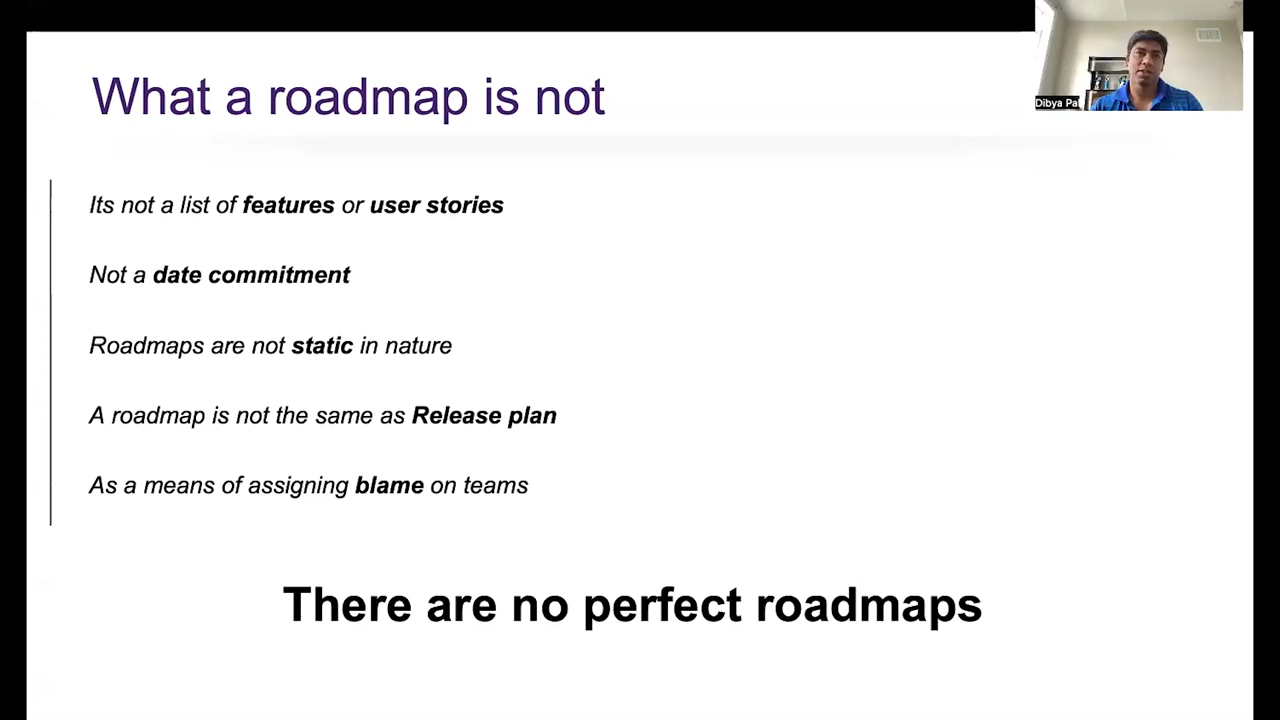 What a roadmap is not
Dibya Pa
Its not a list of features or user stories
Not a date commitment
Roadmaps are not static in nature
A roadmap is not the same as Release plan
As a means of assigning blame on teams
There are no perfect roadmaps